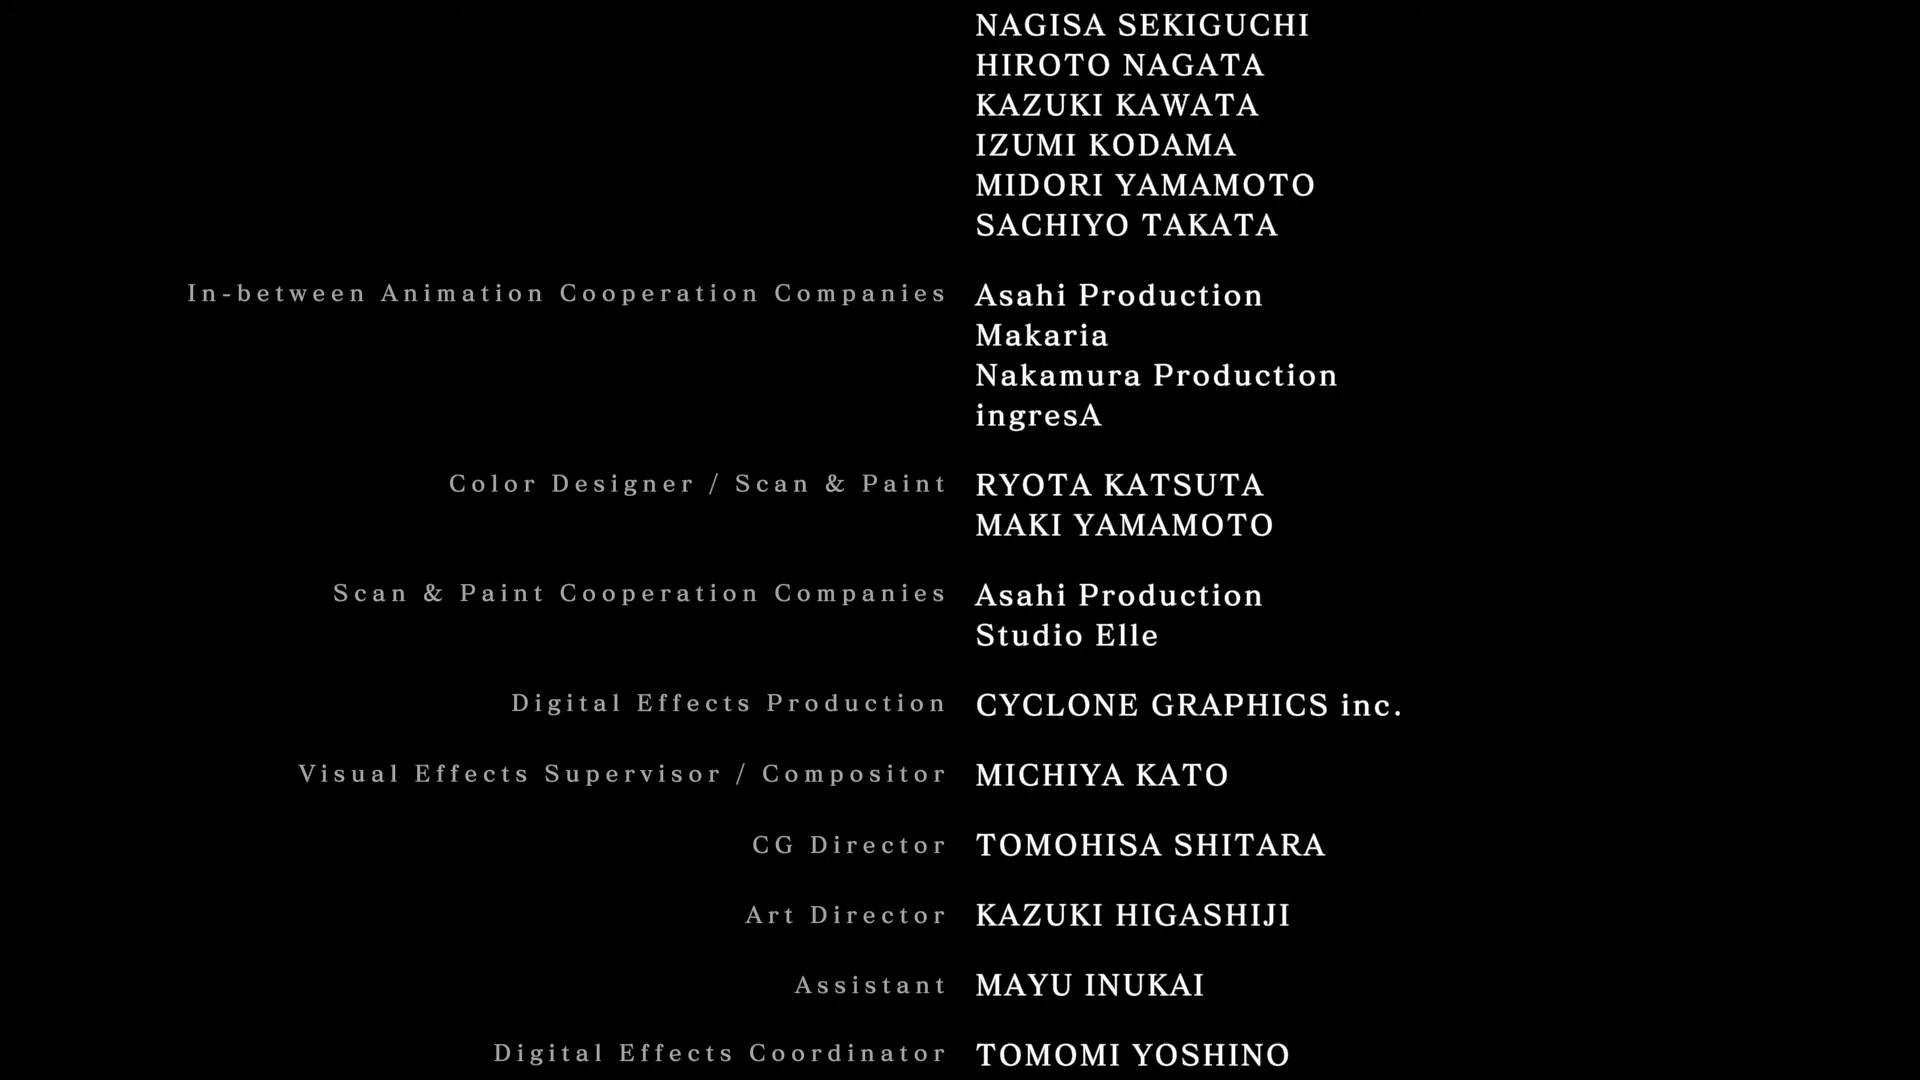 NAGISA SEKIGUCHI
HIROTO NAGATA
KAZUKI KAWATA
IZUMI KODAMA
MIDORI YAMAMOTO
SACHIYO TAKATA
In-between Animation Cooperation Companies Asahi Production
Makaria
Nakamura Production
ingresA
Color Designer / Scan & Paint RYOTA KATSUTA
MAKI YAMAMOTO
Scan & Paint Cooperation Companies Asahi Production
Studio Elle
Digital Effects Production CYCLONE GRAPHICS inc.
Visual Effects Supervisor / Compositor MICHIYA KATO
CG Director TOMOHISA SHITARA
Art Director KAZUKI HIGASHIJI
Assistant MAYU INUKAI
Digital Effects Coordinator TOMOMI YOSHINO